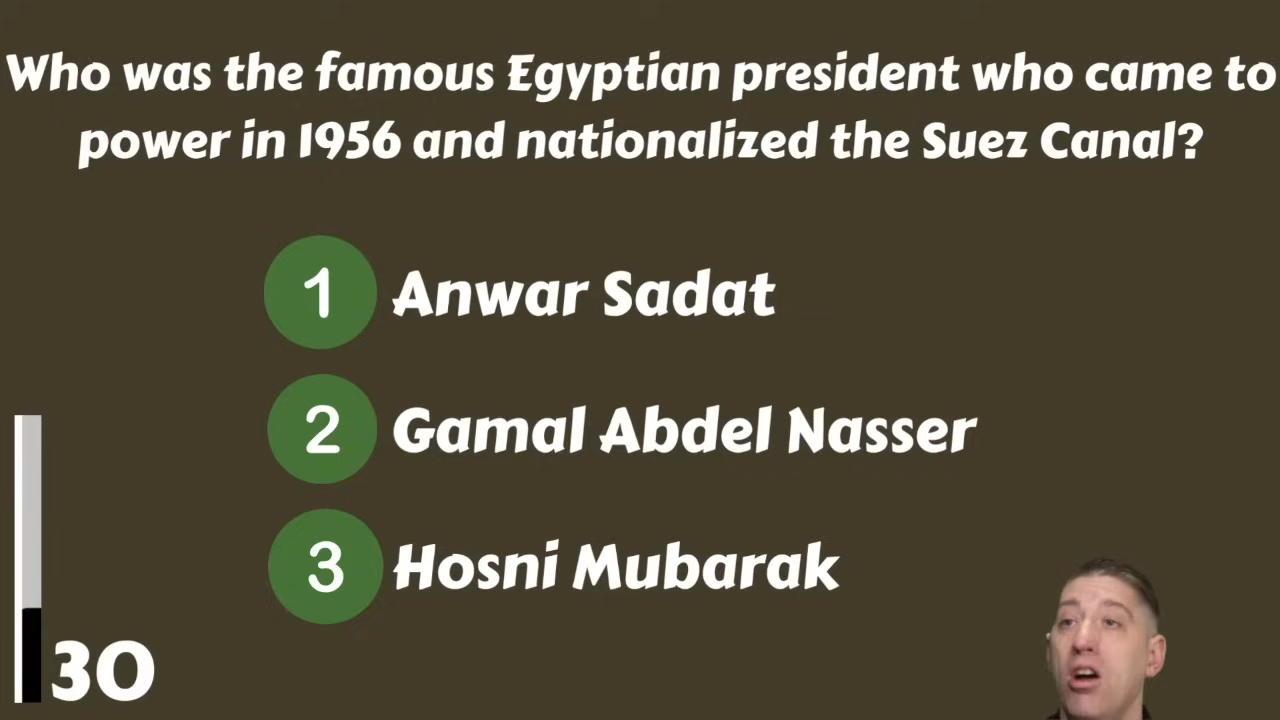 Who was the famous Egyptian president who came to
power in 1956 and nationalized the Suez Canal?
1 Anwar Sadat
2 Gamal Abdel Nasser
3 Hosni Mubarak
30